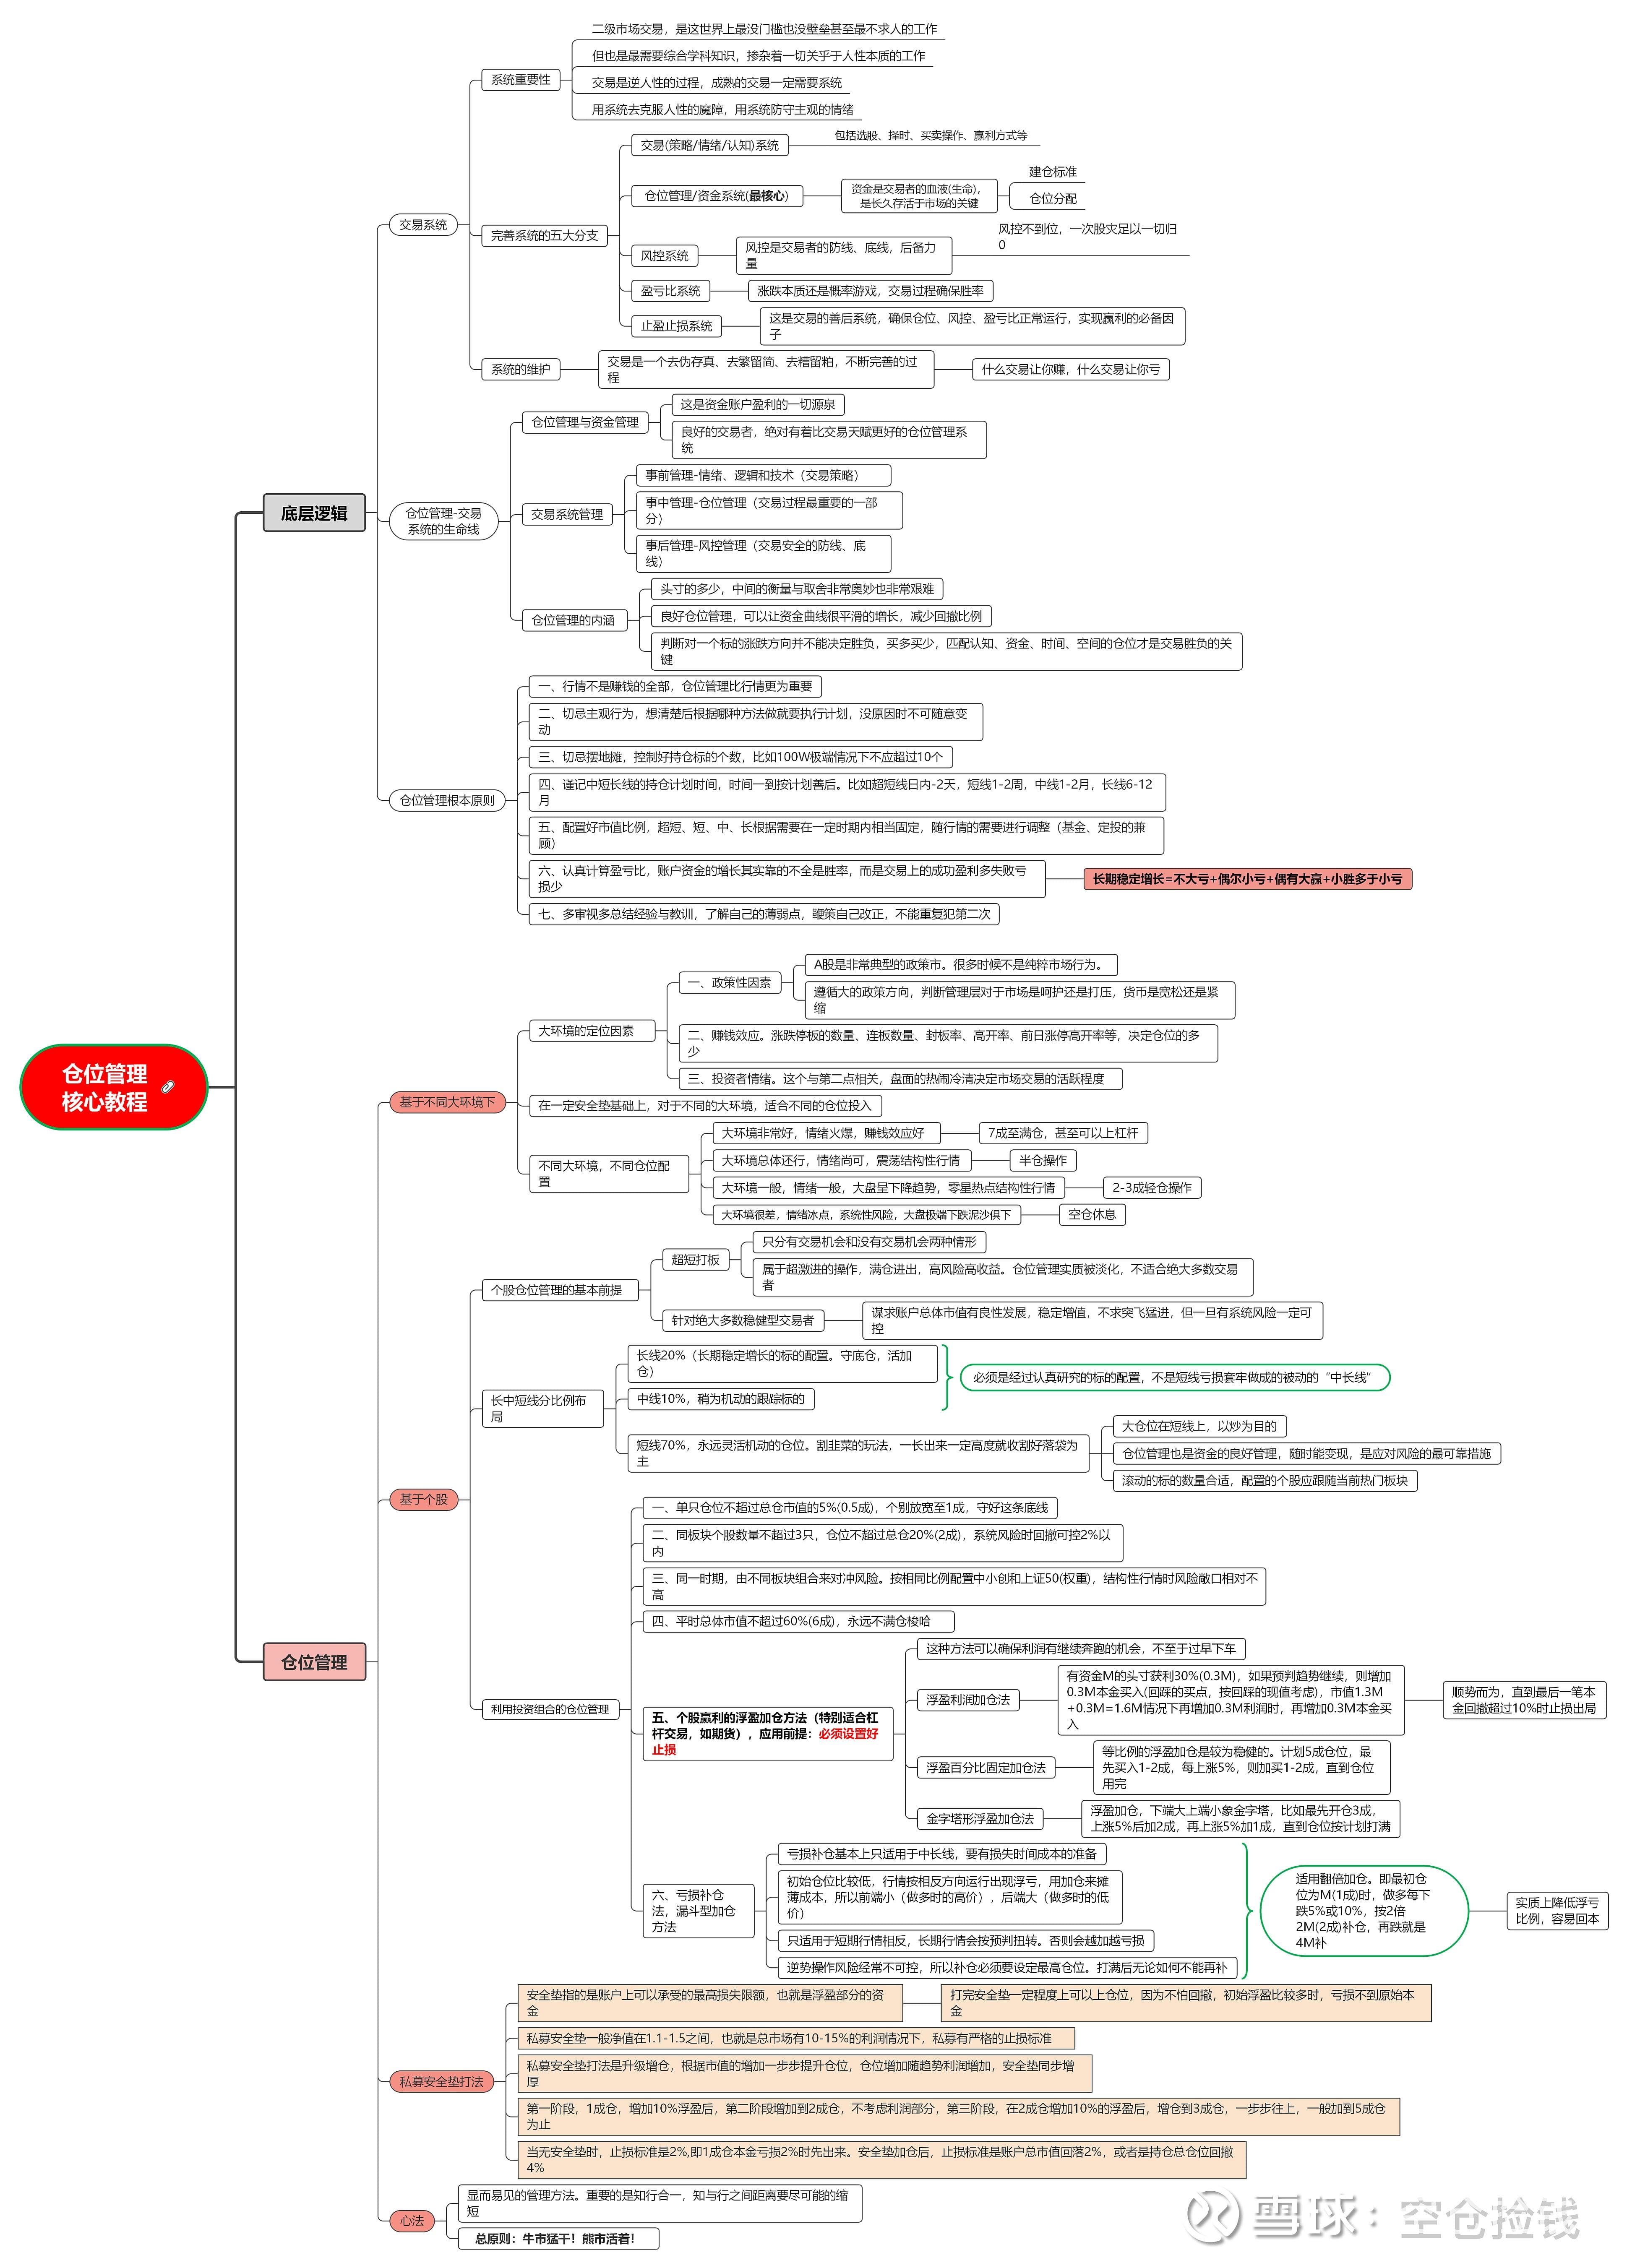 二级市场交易，是这世界上最没门槛也没壁垒甚至最不求人的工作
但也是最需要综合学科知识，掺杂着一切关乎于人性本质的工作
系统重要性
交易是逆人性的过程，成熟的交易一定需要系统
用系统去克服人性的魔障，用系统防守主观的情绪
交易(策略/情绪/认知)系统
包括选股、择时、买卖操作、赢利方式等
仓位管理/资金系统(最核心)
资金是交易者的血液(生命)，
是长久存活于市场的关键
建仓标准
仓位分配
交易系统
完善系统的五大分支
风控系统
风控是交易者的防线、底线，后备力
量
风控不到位，一次股灾足以一切归
0
盈亏比系统
涨跌本质还是概率游戏，交易过程确保胜率
止盈止损系统
这是交易的善后系统，确保仓位、风控、盈亏比正常运行，实现赢利的必备因
子
系统的维护
交易是一个去伪存真、去繁留简、去糟留粕，不断完善的过
程
什么交易让你赚，什么交易让你亏
仓位管理与资金管理
这是资金账户盈利的一切源泉
良好的交易者，绝对有着比交易天赋更好的仓位管理系
统
底层逻辑
仓位管理-交易
系统的生命线
交易系统管理
事前管理-情绪、逻辑和技术（交易策略）
事中管理-仓位管理（交易过程最重要的一部
分）
事后管理-风控管理（交易安全的防线、底
线）
仓位管理的内涵
头寸的多少，中间的衡量与取舍非常奥妙也非常艰难
良好仓位管理，可以让资金曲线很平滑的增长，减少回撤比例
判断对一个标的涨跌方向并不能决定胜负，买多买少，匹配认知、资金、时间、空间的仓位才是交易胜负的关
键
仓位管理根本原则
一、行情不是赚钱的全部，仓位管理比行情更为重要
二、切忌主观行为，想清楚后根据哪种方法做就要执行计划，没原因时不可随意变
动
三、切忌摆地摊，控制好持仓标的个数，比如100W极端情况下不应超过10个
四、谨记中短长线的持仓计划时间，时间一到按计划善后。比如超短线日内-2天，短线1-2周，中线1-2月，长线6-12
月
五、配置好市值比例，超短、短、中、长根据需要在一定时期内相当固定，随行情的需要进行调整（基金、定投的兼
顾）
六、认真计算盈亏比，账户资金的增长其实靠的不全是胜率，而是交易上的成功盈利多失败亏
损少
长期稳定增长=不大亏+偶尔小亏+偶有大赢+小胜多于小亏
七、多审视多总结经验与教训，了解自己的薄弱点，鞭策自己改正，不能重复犯第二次
仓位管理
核心教程
基于不同大环境下
大环境的定位因素
一、政策性因素
A股是非常典型的政策市。很多时候不是纯粹市场行为。
遵循大的政策方向，判断管理层对于市场是呵护还是打压，货币是宽松还是紧
缩
二、赚钱效应。涨跌停板的数量、连板数量、封板率、高开率、前日涨停高开率等，决定仓位的多
少
三、投资者情绪。这个与第二点相关，盘面的热闹冷清决定市场交易的活跃程度
在一定安全垫基础上，对于不同的大环境，适合不同的仓位投入
不同大环境，不同仓位配
置
大环境非常好，情绪火爆，赚钱效应好
7成至满仓，甚至可以上杠杆
大环境总体还行，情绪尚可，震荡结构性行情
半仓操作
大环境一般，情绪一般，大盘呈下降趋势，零星热点结构性行情
2-3成轻仓操作
大环境很差，情绪冰点，系统性风险，大盘极端下跌泥沙俱下
空仓休息
仓位管理
基于个股
个股仓位管理的基本前提
超短打板
只分有交易机会和没有交易机会两种情形
属于超激进的操作，满仓进出，高风险高收益。仓位管理实质被淡化，不适合绝大多数交易
者
针对绝大多数稳健型交易者
谋求账户总体市值有良性发展，稳定增值，不求突飞猛进，但一旦有系统风险一定可
控
长中短线分比例布
局
长线20%（长期稳定增长的标的配置。守底仓，活加
仓）
中线10%，稍为机动的跟踪标的
必须是经过认真研究的标的配置，不是短线亏损套牢做成的被动的“中长线”
短线70%，永远灵活机动的仓位。割韭菜的玩法，一长出来一定高度就收割好落袋为
主
大仓位在短线上，以炒为目的
仓位管理也是资金的良好管理，随时能变现，是应对风险的最可靠措施
滚动的标的数量合适，配置的个股应跟随当前热门板块
利用投资组合的仓位管理
一、单只仓位不超过总仓市值的5%(0.5成)，个别放宽至1成，守好这条底线
二、同板块个股数量不超过3只，仓位不超过总仓20%(2成)，系统风险时回撤可控2%以
内
三、同一时期，由不同板块组合来对冲风险。按相同比例配置中小创和上证50(权重)，结构性行情时风险敞口相对不
高
四、平时总体市值不超过60%(6成)，永远不满仓梭哈
五、个股赢利的浮盈加仓方法（特别适合杠
杆交易，如期货），应用前提：必须设置好
止损
这种方法可以确保利润有继续奔跑的机会，不至于过早下车
浮盈利润加仓法
有资金M的头寸获利30%(0.3M)，如果预判趋势继续，则增加
0.3M本金买入(回踩的买点，按回踩的现值考虑)，市值1.3M
+0.3M=1.6M情况下再增加0.3M利润时，再增加0.3M本金买
入
顺势而为，直到最后一笔本
金回撤超过10%时止损出局
浮盈百分比固定加仓法
等比例的浮盈加仓是较为稳健的。计划5成仓位，最
先买入1-2成，每上涨5%，则加买1-2成，直到仓位
用完
金字塔形浮盈加仓法
浮盈加仓，下端大上端小象金字塔，比如最先开仓3成，
上涨5%后加2成，再上涨5%加1成，直到仓位按计划打满
六、亏损补仓
法，漏斗型加仓
方法
亏损补仓基本上只适用于中长线，要有损失时间成本的准备
初始仓位比较低，行情按相反方向运行出现浮亏，用加仓来摊
薄成本，所以前端小（做多时的高价），后端大（做多时的低
价）
只适用于短期行情相反，长期行情会按预判扭转。否则会越加越亏损
逆势操作风险经常不可控，所以补仓必须要设定最高仓位。打满后无论如何不能再补
适用翻倍加仓。即最初仓
位为M(1成)时，做多每下
跌5%或10%，按2倍
2M(2成)补仓，再跌就是
4M补
实质上降低浮亏
比例，容易回本
私募安全垫打法
安全垫指的是账户上可以承受的最高损失限额，也就是浮盈部分的资
金
打完安全垫一定程度上可以上仓位，因为不怕回撤，初始浮盈比较多时，亏损不到原始本
金
私募安全垫一般净值在1.1-1.5之间，也就是总市场有10-15%的利润情况下，私募有严格的止损标准
私募安全垫打法是升级增仓，根据市值的增加一步步提升仓位，仓位增加随趋势利润增加，安全垫同步增
厚
第一阶段，1成仓，增加10%浮盈后，第二阶段增加到2成仓，不考虑利润部分，第三阶段，在2成仓增加10%的浮盈后，增仓到3成仓，一步步往上，一般加到5成仓
为止
当无安全垫时，止损标准是2%,即1成仓本金亏损2%时先出来。安全垫加仓后，止损标准是账户总市值回落2%，或者是持仓总仓位回撤
4%
心法
显而易见的管理方法。重要的是知行合一，知与行之间距离要尽可能的缩
短
总原则：牛市猛干！熊市活着！
雪球：空仓捡钱